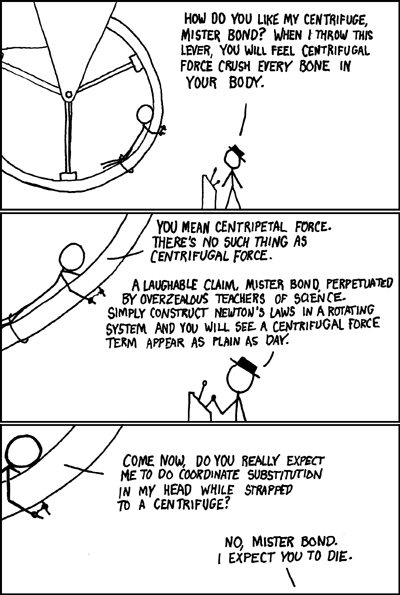 HOW DO YOU LIKE MY CENTRIFUGE,
MISTER BOND? WHEN I THROW THIS
LEVER, YOU WILL FEEL CENTRIFUGAL
FORCE CRUSH EVERY BONE IN
YOUR BODY.
YOU MEAN CENTRIPETAL FORCE.
THERE'S NO SUCH THING AS
CENTRIFUGAL FORCE.
A LAUGHABLE CLAIM, MISTER BOND, PERPETUATED
BY OVERZEALOUS TEACHERS OF SCIENCE.
SIMPLY CONSTRUCT NEWTON'S LAWS IN A ROTATING
SYSTEM AND YOU WILL SEE A CENTRIFUGAL FORCE
TERM APPEAR AS PLAIN AS DAY.
COME NOW, DO YOU REALLY EXPECT
ME TO DO COORDINATE SUBSTITUTION
IN MY HEAD WHILE STRAPPED
TO A CENTRIFUGE?
NO, MISTER BOND.
I EXPECT YOU TO DIE.